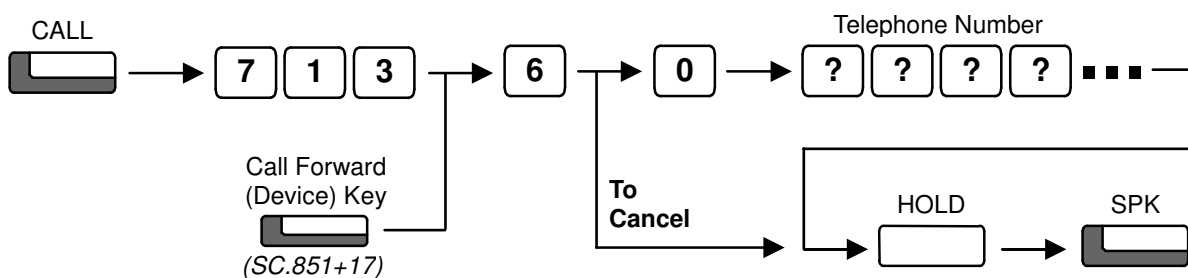 CALL
Telephone Number
7 1 3 6 0 ? ? ? ?
Call Forward
(Device) Key
(SC.851+17)
To
Cancel
HOLD
SPK